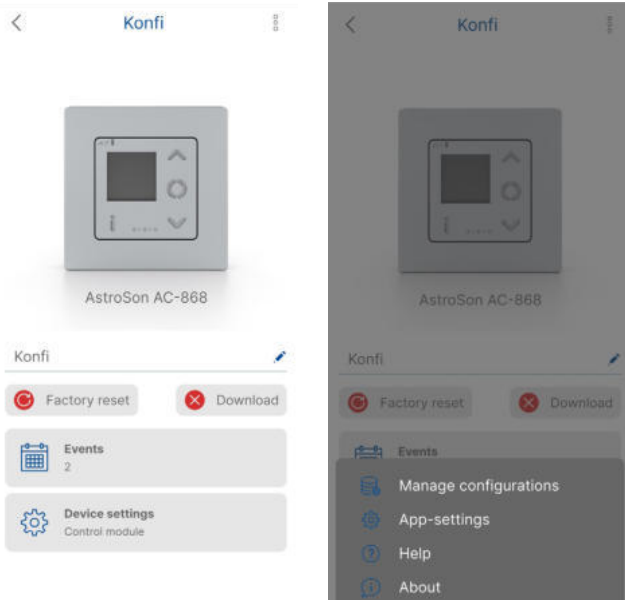 Konfi
AstroSon AC-868
Konfi
Factory reset
Download
Events
2
Device settings
Control module
Konfi
AstroSon AC-868
Konfi
Factory reset
Download
Events
Manage configurations
App-settings
Help
About